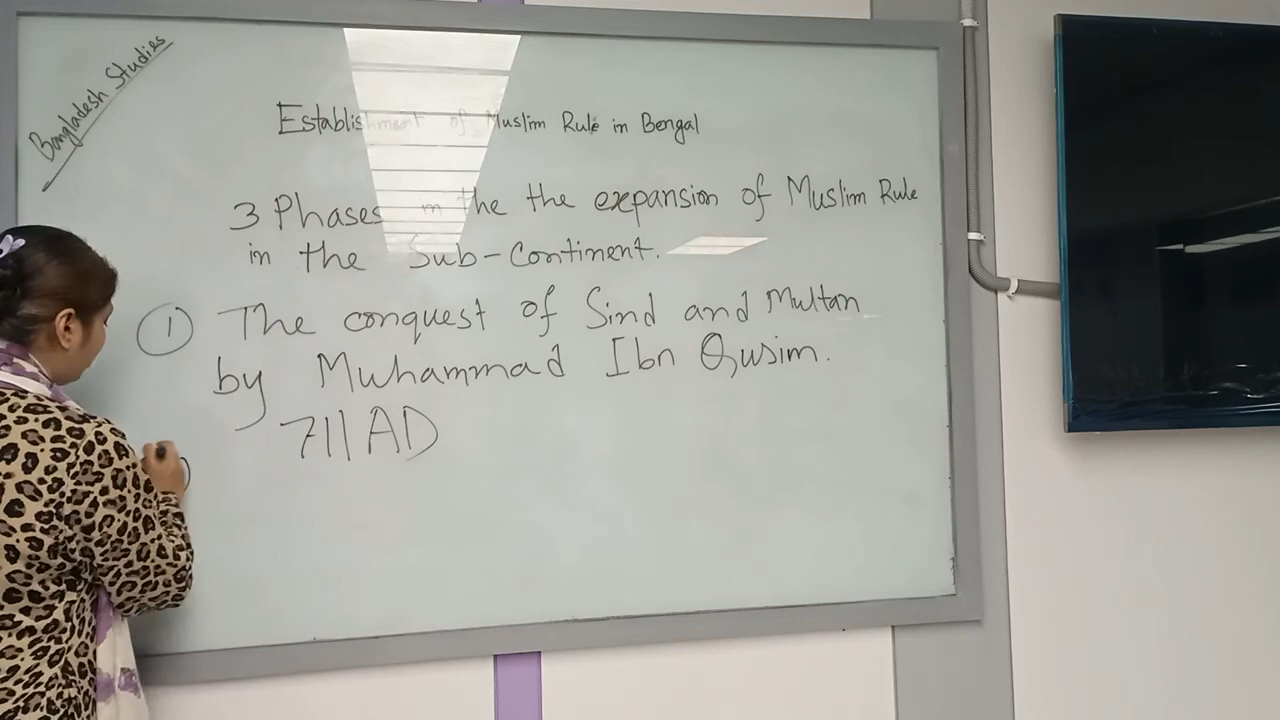 Bangladesh Studies
Establishment of Muslim Rule in Bengal
3 Phases in the the expansion of Muslim Rule
in the Sub-Continent.
① The conquest of Sind and Multan
by Muhammad Ibn Qusim.
711 AD